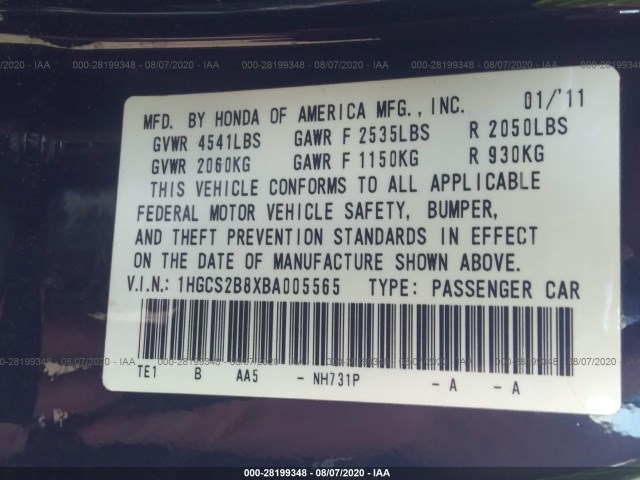 000-28199348 - 08/07/2020 - IAA
MFD. BY HONDA OF AMERICA MFG., INC. 01/'11
GVWR 4541LBS GAWR F 2535LBS R 2050LBS
GVWR 2060KG GAWR F 1150KG R 930KG
THIS VEHICLE CONFORMS TO ALL APPLICABLE
FEDERAL MOTOR VEHICLE SAFETY, BUMPER,
AND THEFT PREVENTION STANDARDS IN EFFECT
ON THE DATE OF MANUFACTURE SHOWN ABOVE.
V.I.N.: 1HGCS2B8XBA005565 TYPE: PASSENGER CAR
TE1 B AA5 - NH731P - A - A
000-28199348 - 08/07/2020 - IAA